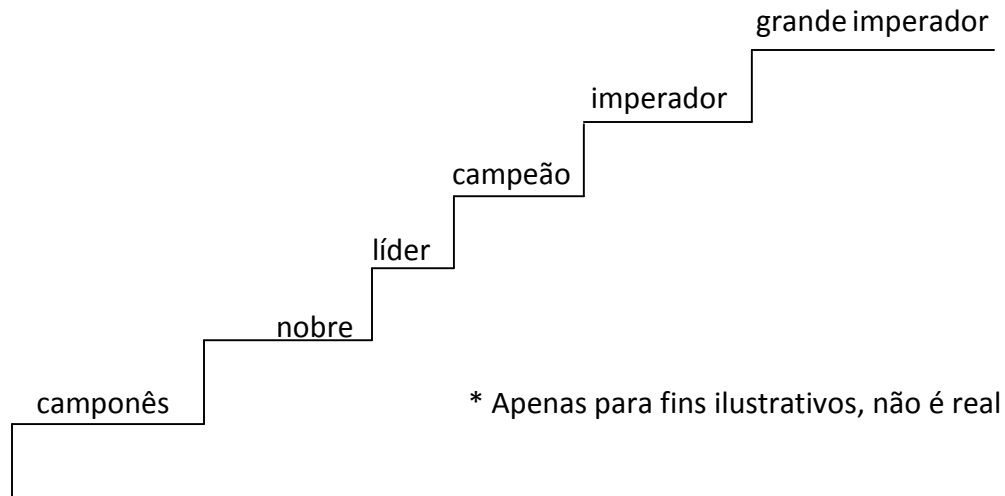 grande imperador
imperador
campeão
líder
nobre
camponês
* Apenas para fins ilustrativos, não é real